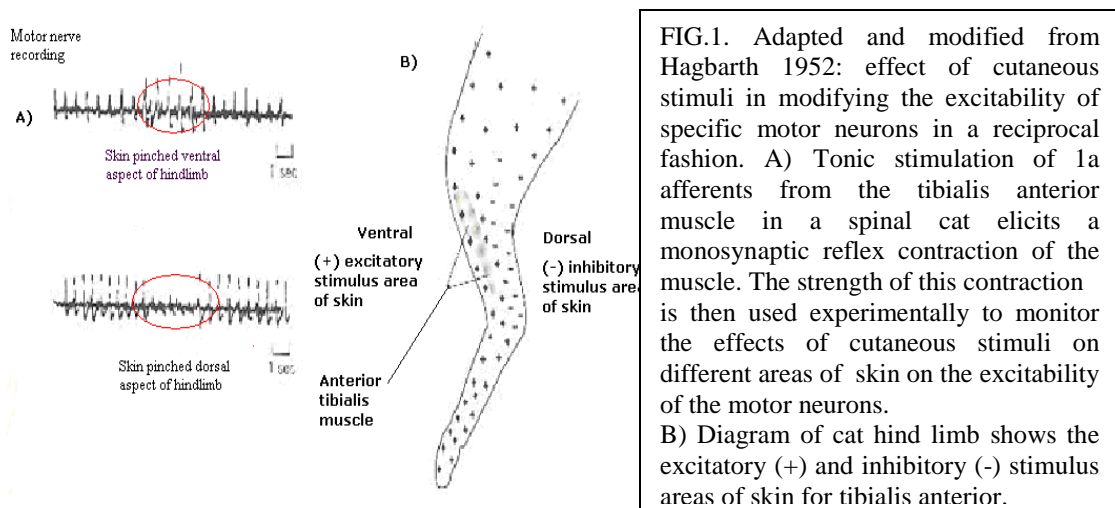 Motor nerve
recording
A)
Skin pinched ventral
aspect of hindlimb
1 sec
Skin pinched dorsal
aspect of hindlimb
1 sec
B)
Ventral
(+) excitatory
stimulus area
of skin
Dorsal
(-) inhibitory
stimulus area
of skin
Anterior
tibialis
muscle
FIG.1. Adapted and modified from
Hagbarth 1952: effect of cutaneous
stimuli in modifying the excitability of
specific motor neurons in a reciprocal
fashion. A) Tonic stimulation of 1a
afferents from the tibialis anterior
muscle in a spinal cat elicits a
monosynaptic reflex contraction of the
muscle. The strength of this contraction
is then used experimentally to monitor
the effects of cutaneous stimuli on
different areas of skin on the excitability
of the motor neurons.
B) Diagram of cat hind limb shows the
excitatory (+) and inhibitory (-) stimulus
areas of skin for tibialis anterior.